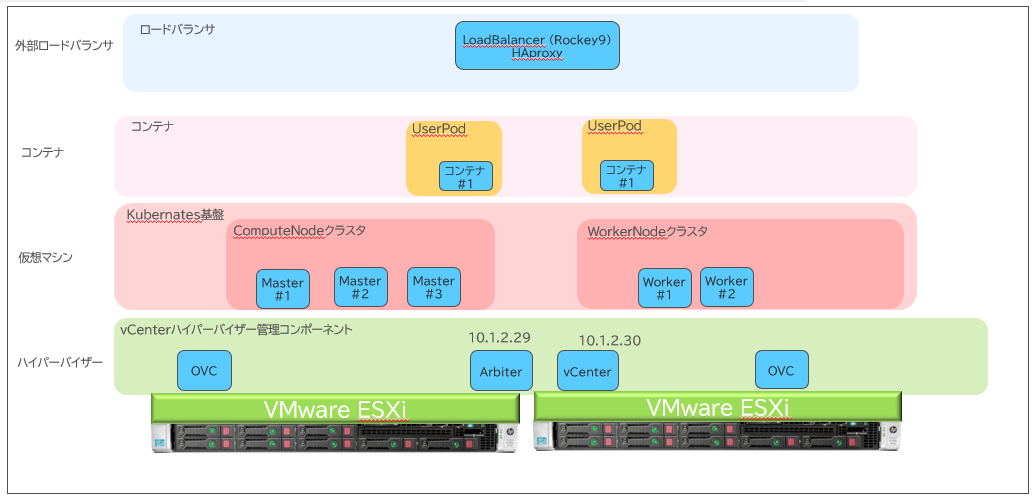 外部ロードバランサ
ロードバランサ
LoadBalancer (Rockey9)
HAproxy
コンテナ
コンテナ
UserPod
コンテナ
#1
UserPod
コンテナ
#1
仮想マシン
Kubernates基盤
ComputeNodeクラスタ
Master
#1
Master
#2
Master
#3
WorkerNodeクラスタ
Worker
#1
Worker
#2
ハイパーバイザー
vCenterハイパーバイザー管理コンポーネント
OVC
10.1.2.29
Arbiter
10.1.2.30
vCenter
OVC
VMware ESXi
VMware ESXi